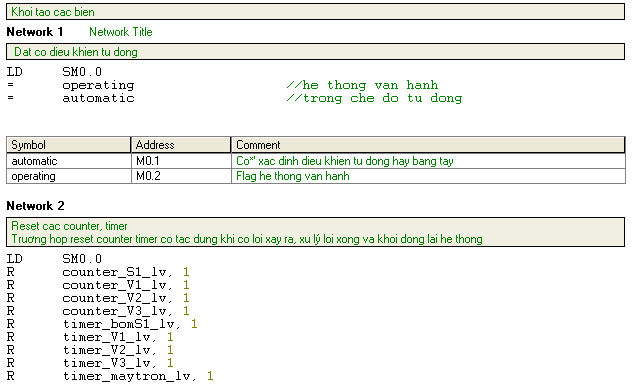 Khoi tao cac bien
Network 1 Network Title
Dat co dieu khien tu dong
LD SM0.0
= operating //he thong van hanh
= automatic //trong che do tu dong
Symbol Address Comment
automatic M0.1 Co*' xac dinh dieu khien tu dong hay bang tay
operating M0.2 Flag he thong van hanh
Network 2
Reset cac counter, timer
Trương hop reset counter timer co tac dung khi co loi xay ra, xu lý loi xong va khoi dong lai he thong
LD SM0.0
R counter_S1_lv, 1
R counter_V1_lv, 1
R counter_V2_lv, 1
R counter_V3_lv, 1
R timer_bomS1_lv, 1
R timer_V1_lv, 1
R timer_V2_lv, 1
R timer_V3_lv, 1
R timer_maytron_lv, 1